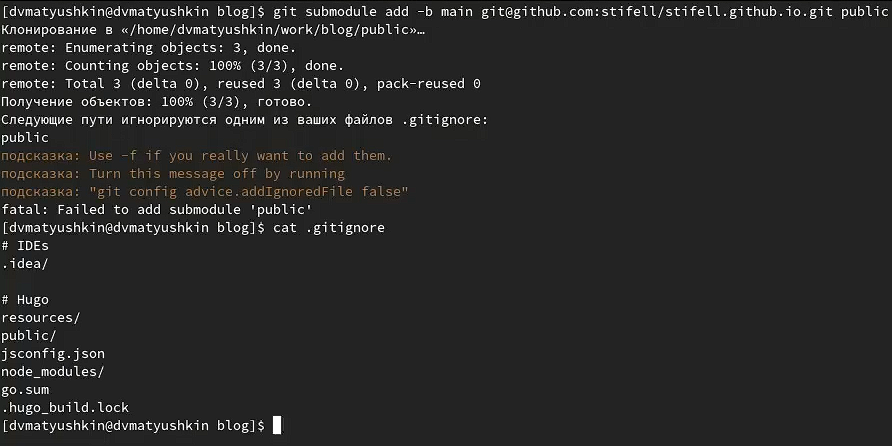 [dvmatyushkin@dvmatyushkin blog]$ git submodule add -b main git@github.com:stifell/stifell.github.io.git public
Клонирование в «/home/dvmatyushkin/work/blog/public»…
remote: Enumerating objects: 3, done.
remote: Counting objects: 100% (3/3), done.
remote: Total 3 (delta 0), reused 3 (delta 0), pack-reused 0
Получение объектов: 100% (3/3), готово.
Следующие пути игнорируются одним из ваших файлов .gitignore:
public
подсказка: Use -f if you really want to add them.
подсказка: Turn this message off by running
подсказка: "git config advice.addIgnoredFile false"
fatal: Failed to add submodule 'public'
[dvmatyushkin@dvmatyushkin blog]$ cat .gitignore
# IDEs
.idea/

# Hugo
resources/
public/
jsconfig.json
node_modules/
go.sum
.hugo_build.lock
[dvmatyushkin@dvmatyushkin blog]$